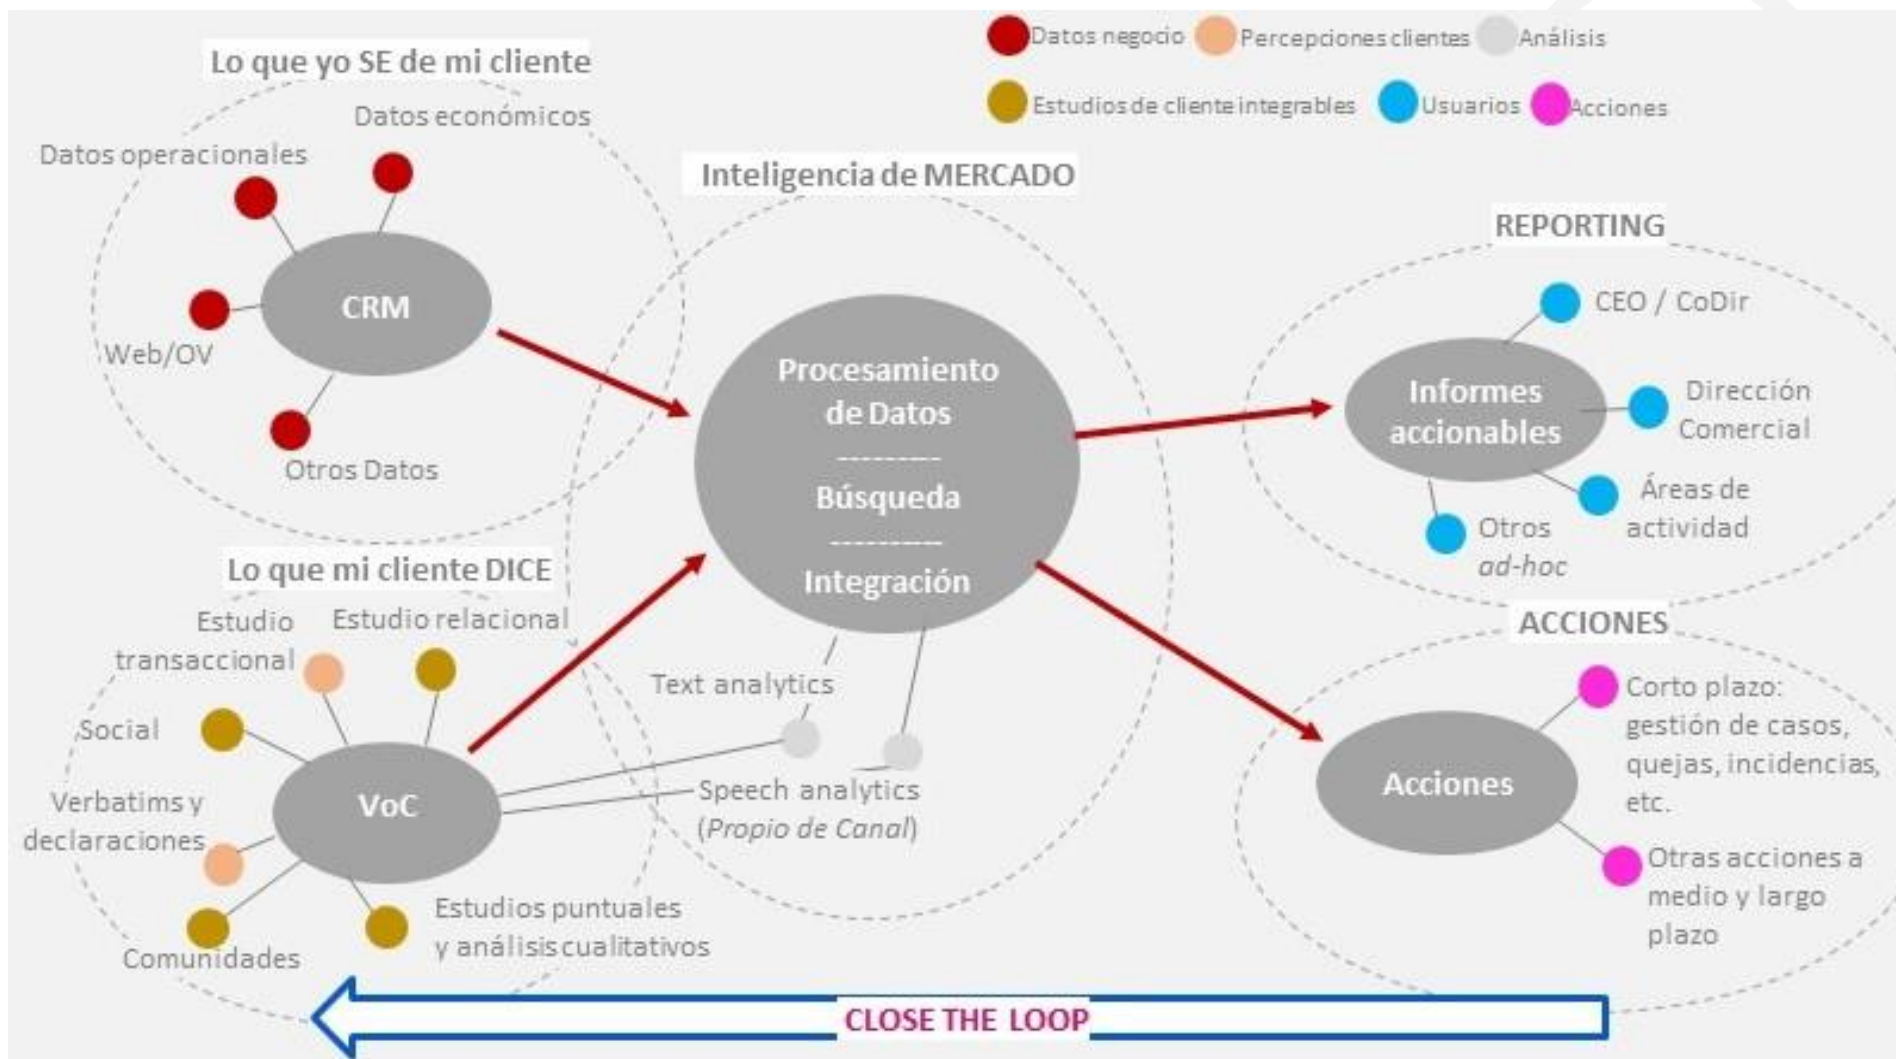 Datos negocio
Percepciones clientes
Análisis
Estudios de cliente integrables
Usuarios
Acciones
Lo que yo SE de mi cliente
Datos económicos
Datos operacionales
CRM
Web/OV
Otros Datos
Inteligencia de MERCADO
Procesamiento
de Datos
---------
Búsqueda
----------
Integración
Text analytics
Speech analytics
(Propio de Canal)
Lo que mi cliente DICE
Estudio
transaccional
Estudio relacional
Social
VoC
Verbatims y
declaraciones
Comunidades
Estudios puntuales
y análisis cualitativos
REPORTING
CEO / CoDir
Informes
accionables
Dirección
Comercial
Áreas de
actividad
Otros
ad-hoc
ACCIONES
Acciones
Corto plazo:
gestión de casos,
quejas, incidencias,
etc.
Otras acciones a
medio y largo
plazo
CLOSE THE LOOP